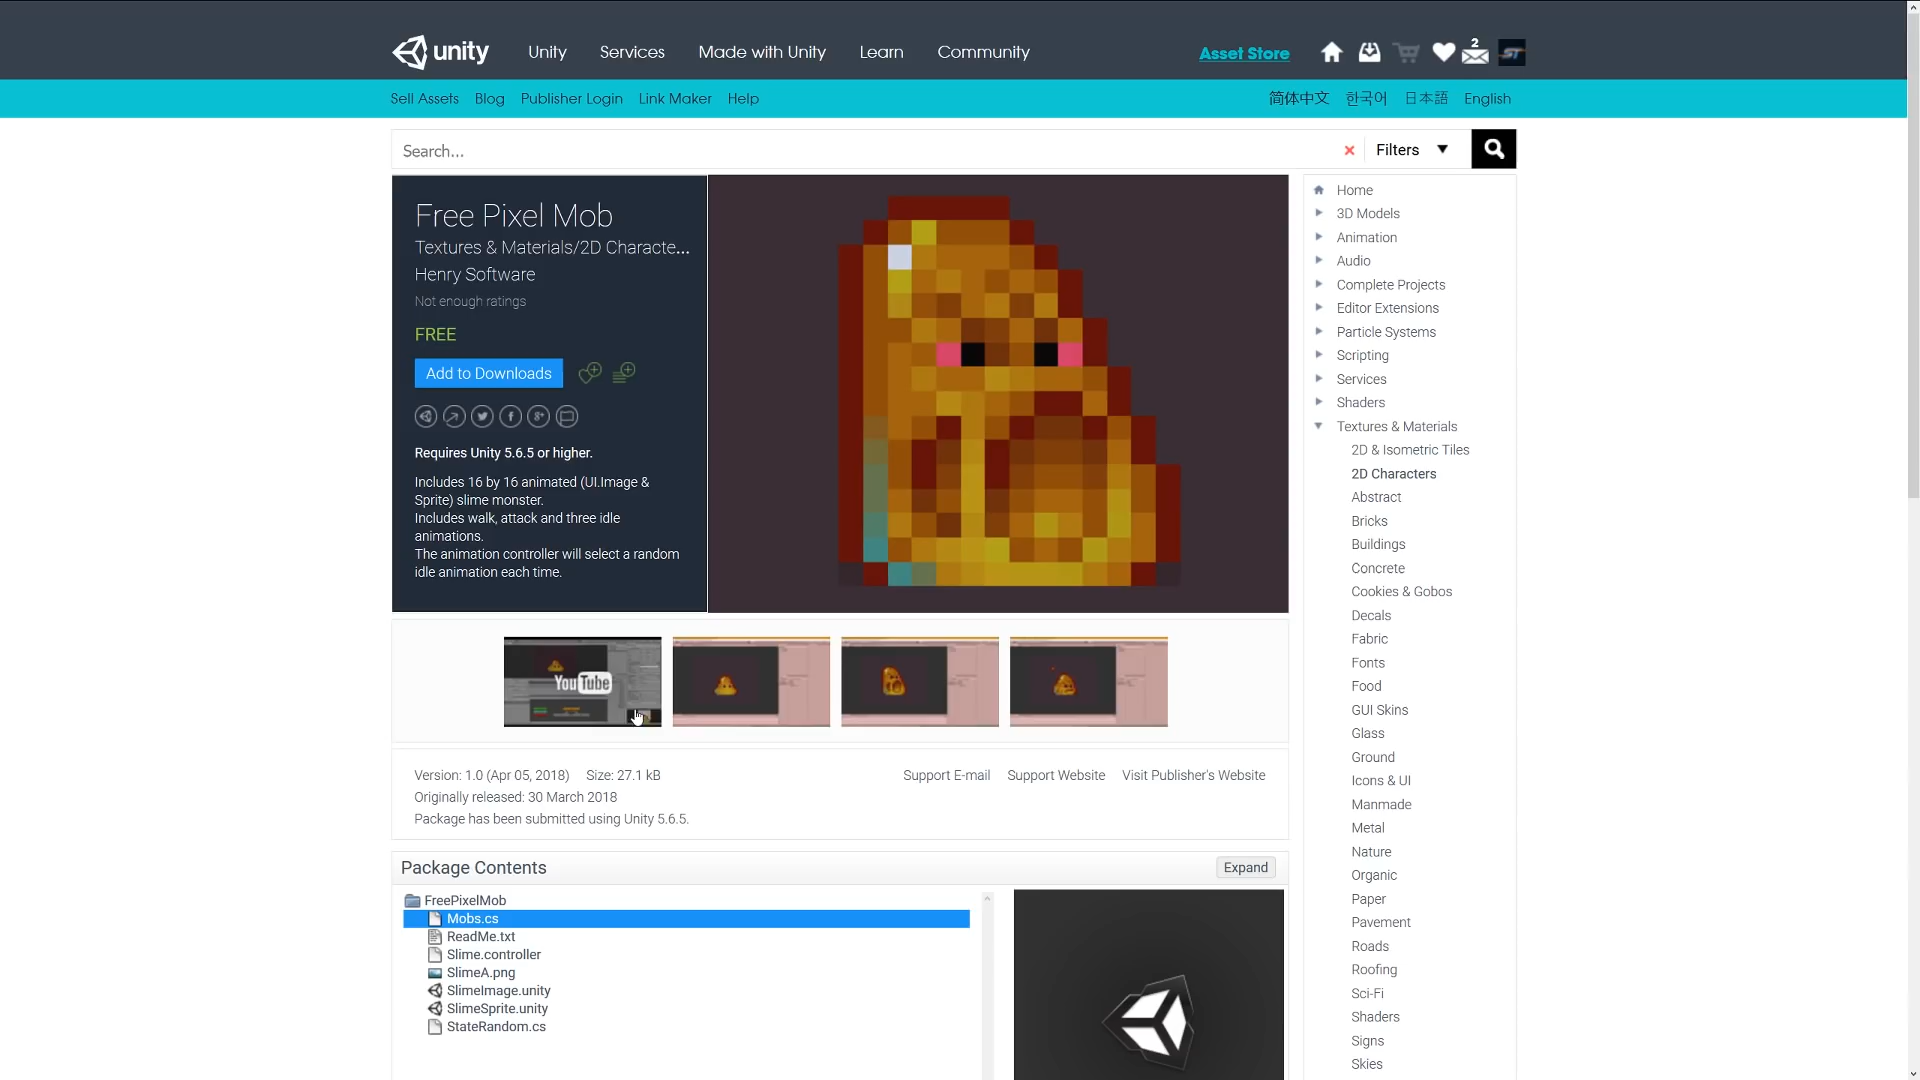 unity Unity Services Made with Unity Learn Community Asset Store 2 ST
Sell Assets Blog Publisher Login Link Maker Help 简体中文 한국어 日本語 English
Search... × Filters
Free Pixel Mob
Textures & Materials/2D Characte...
Henry Software
Not enough ratings
FREE
Add to Downloads
Requires Unity 5.6.5 or higher.
Includes 16 by 16 animated (UI.Image &
Sprite) slime monster.
Includes walk, attack and three idle
animations.
The animation controller will select a random
idle animation each time.
YouTube
Version: 1.0 (Apr 05, 2018) Size: 27.1 kB Support E-mail Support Website Visit Publisher's Website
Originally released: 30 March 2018
Package has been submitted using Unity 5.6.5.
Package Contents Expand
FreePixelMob
Mobs.cs
ReadMe.txt
Slime.controller
SlimeA.png
SlimeImage.unity
SlimeSprite.unity
StateRandom.cs
Home
3D Models
Animation
Audio
Complete Projects
Editor Extensions
Particle Systems
Scripting
Services
Shaders
Textures & Materials
2D & Isometric Tiles
2D Characters
Abstract
Bricks
Buildings
Concrete
Cookies & Gobos
Decals
Fabric
Fonts
Food
GUI Skins
Glass
Ground
Icons & UI
Manmade
Metal
Nature
Organic
Paper
Pavement
Roads
Roofing
Sci-Fi
Shaders
Signs
Skies